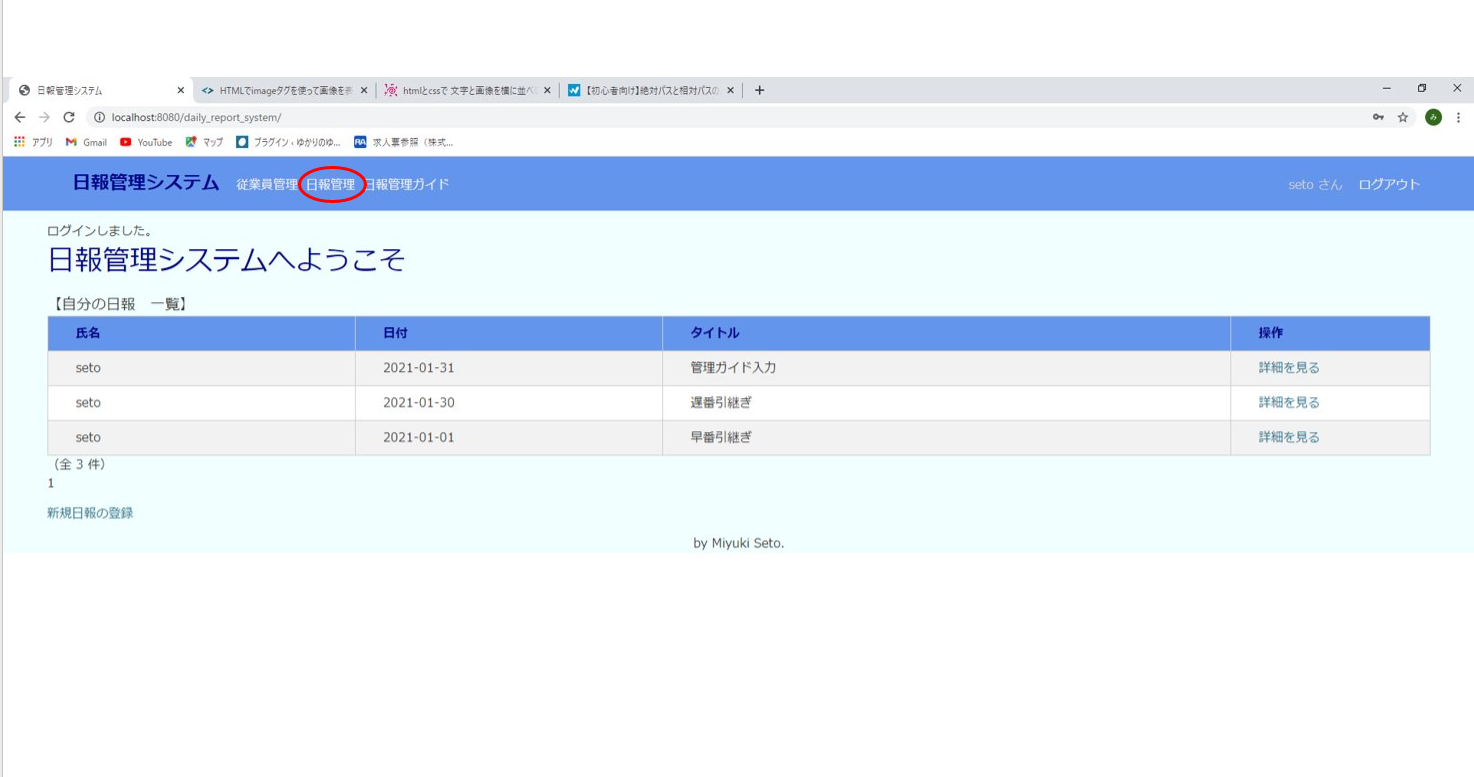 日報管理システム
HTMLでimageタグを使って画像を表
htmlとcssで 文字と画像を横に並べ
【初心者向け】絶対パスと相対パスの
localhost:8080/daily_report_system/
アプリ Gmail YouTube マップ プラグイン ゆかりのゆ... 求人票参照（株式...
日報管理システム 従業員管理 日報管理 日報管理ガイド seto さん ログアウト
ログインしました。
日報管理システムへようこそ
【自分の日報　一覧】
氏名 日付 タイトル 操作
seto 2021-01-31 管理ガイド入力 詳細を見る
seto 2021-01-30 遅番引継ぎ 詳細を見る
seto 2021-01-01 早番引継ぎ 詳細を見る
（全 3 件）
1
新規日報の登録
by Miyuki Seto.